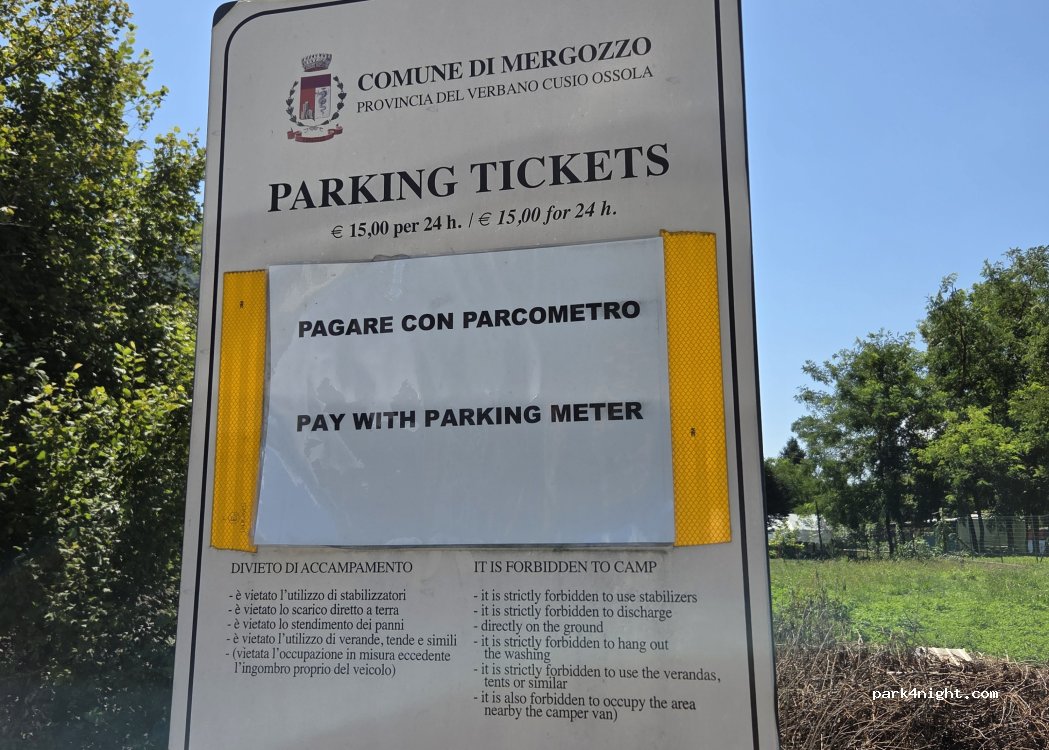 COMUNE DI MERGOZZO
PROVINCIA DEL VERBANO CUSIO OSSOLA
PARKING TICKETS
€ 15,00 per 24 h. / € 15,00 for 24 h.
PAGARE CON PARCOMETRO
PAY WITH PARKING METER
DIVIETO DI ACCAMPAMENTO
- è vietato l'utilizzo di stabilizzatori
- è vietato lo scarico diretto a terra
- è vietato lo stendimento dei panni
- è vietato l'utilizzo di verande, tende e simili
- (vietata l'occupazione in misura eccedente
l'ingombro proprio del veicolo)
IT IS FORBIDDEN TO CAMP
- it is strictly forbidden to use stabilizers
- it is strictly forbidden to discharge
- directly on the ground
- it is strictly forbidden to hang out
the washing
- it is strictly forbidden to use the verandas,
tents or similar
- it is also forbidden to occupy the area
nearby the camper van)
park4night.com